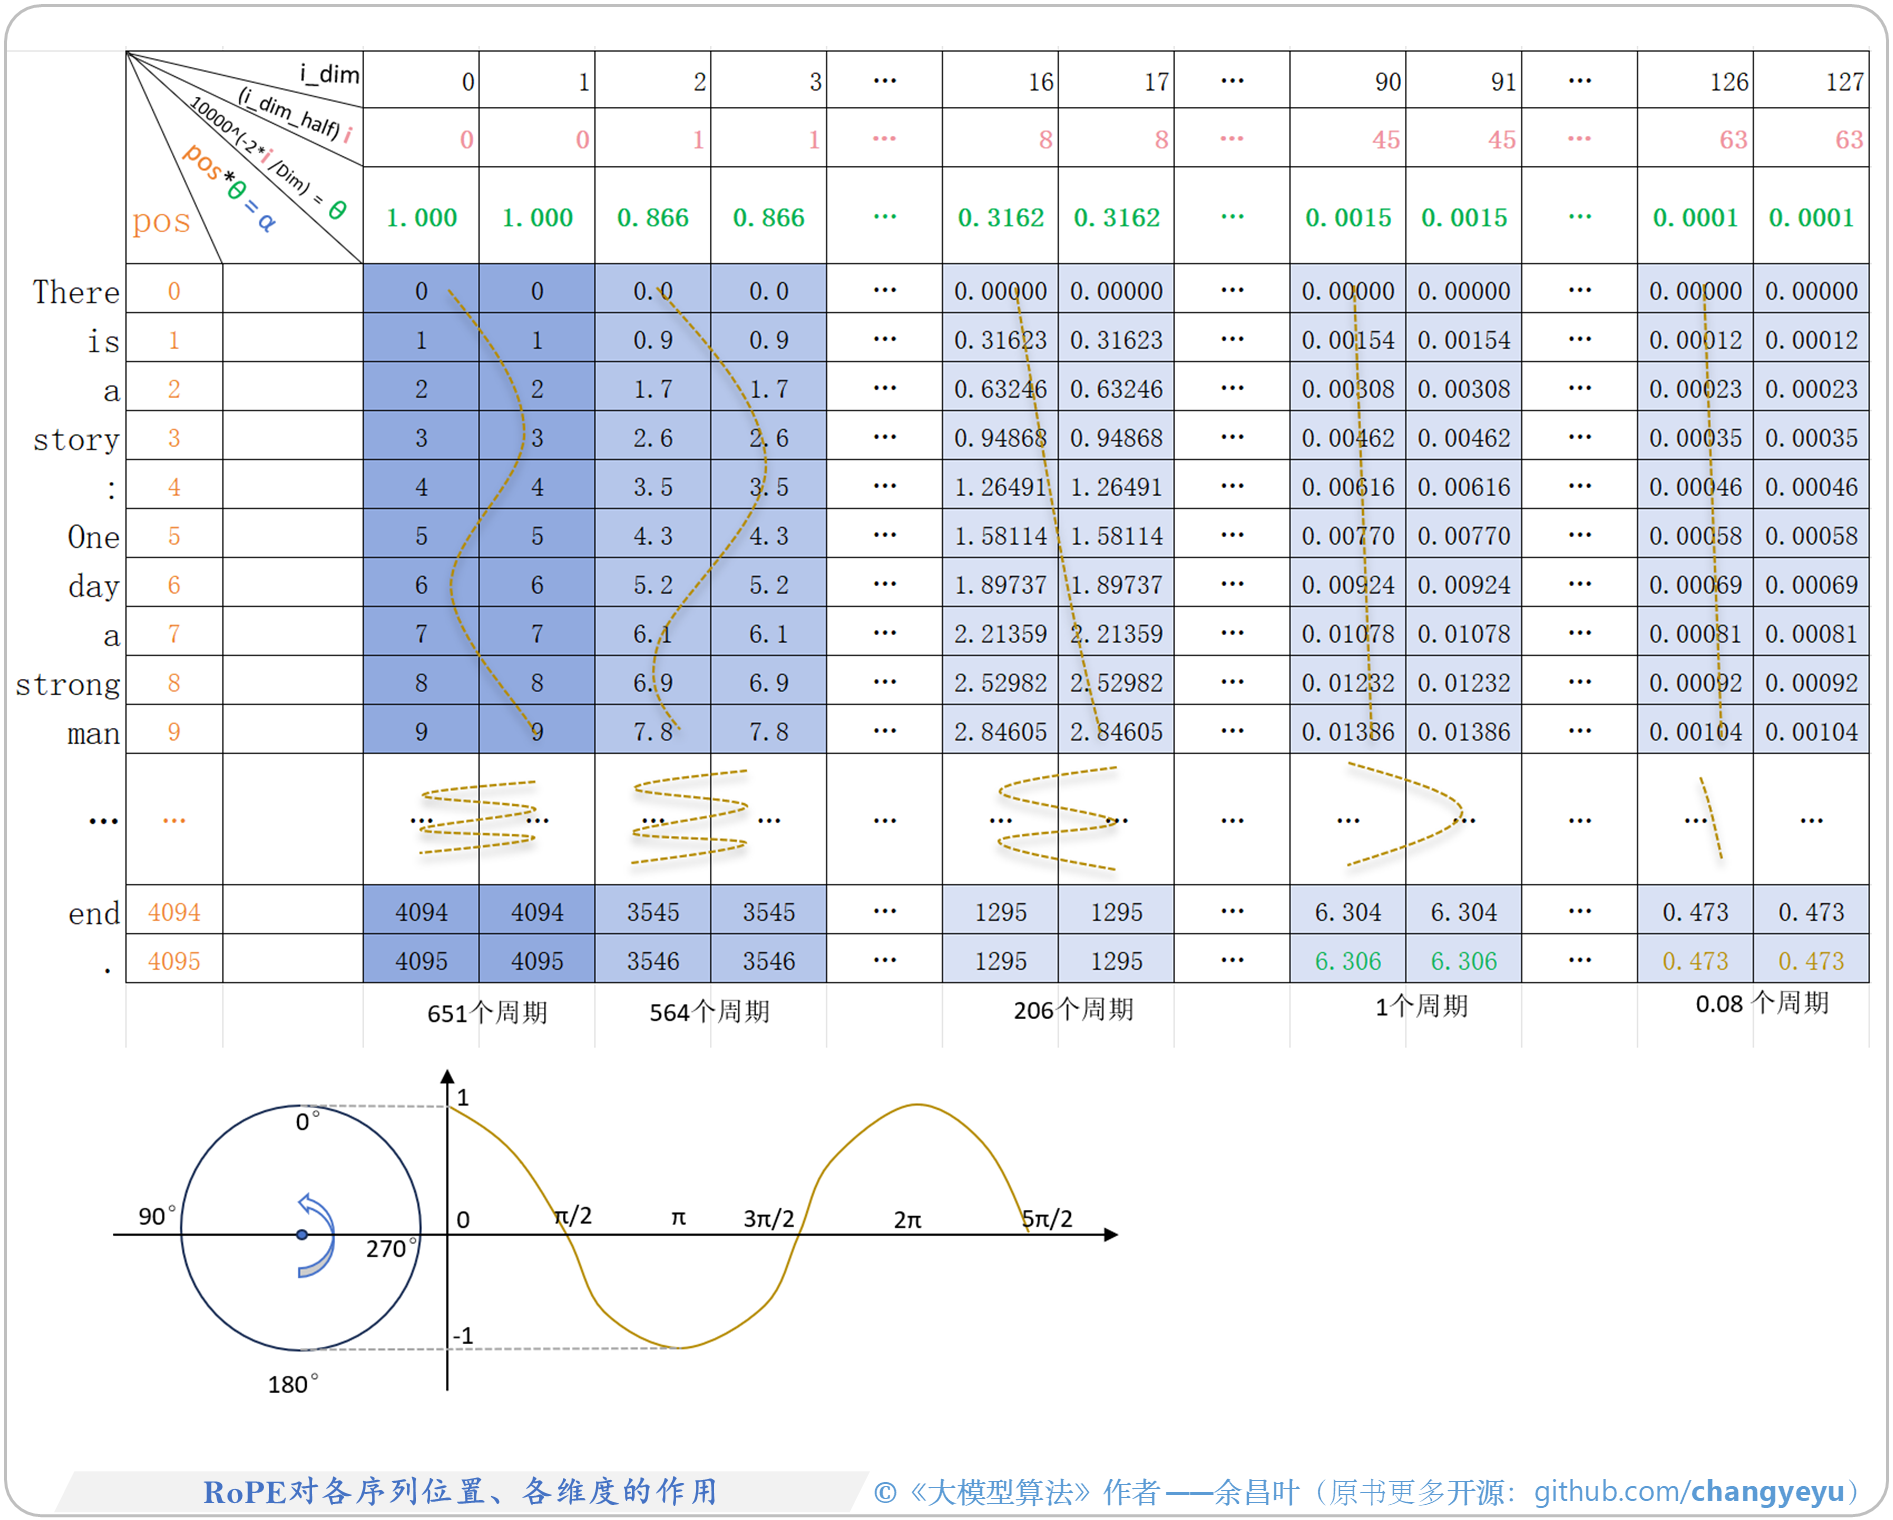 i_dim 0 1 2 3 ... 16 17 ... 90 91 ... 126 127
(i_dim_half) i 0 0 1 1 ... 8 8 ... 45 45 ... 63 63
10000^(-2*i/Dim) = θ 1.000 1.000 0.866 0.866 ... 0.3162 0.3162 ... 0.0015 0.0015 ... 0.0001 0.0001
pos*θ=α
pos
There 0 0 0 0.0 0.0 ... 0.00000 0.00000 ... 0.00000 0.00000 ... 0.00000 0.00000
is 1 1 1 0.9 0.9 ... 0.31623 0.31623 ... 0.00154 0.00154 ... 0.00012 0.00012
a 2 2 2 1.7 1.7 ... 0.63246 0.63246 ... 0.00308 0.00308 ... 0.00023 0.00023
story 3 3 3 2.6 2.6 ... 0.94868 0.94868 ... 0.00462 0.00462 ... 0.00035 0.00035
: 4 4 4 3.5 3.5 ... 1.26491 1.26491 ... 0.00616 0.00616 ... 0.00046 0.00046
One 5 5 5 4.3 4.3 ... 1.58114 1.58114 ... 0.00770 0.00770 ... 0.00058 0.00058
day 6 6 6 5.2 5.2 ... 1.89737 1.89737 ... 0.00924 0.00924 ... 0.00069 0.00069
a 7 7 7 6.1 6.1 ... 2.21359 2.21359 ... 0.01078 0.01078 ... 0.00081 0.00081
strong 8 8 8 6.9 6.9 ... 2.52982 2.52982 ... 0.01232 0.01232 ... 0.00092 0.00092
man 9 9 9 7.8 7.8 ... 2.84605 2.84605 ... 0.01386 0.01386 ... 0.00104 0.00104
... ... ... ... ... ... ... ... ... ... ... ... ... ... ...
end 4094 4094 4094 3545 3545 ... 1295 1295 ... 6.304 6.304 ... 0.473 0.473
. 4095 4095 4095 3546 3546 ... 1295 1295 ... 6.306 6.306 ... 0.473 0.473
651个周期 564个周期 206个周期 1个周期 0.08 个周期
1
0°
90° 0 π/2 π 3π/2 2π 5π/2
270°
-1
180°
RoPE对各序列位置、各维度的作用
©《大模型算法》作者——余昌叶（原书更多开源：github.com/changyeyu）